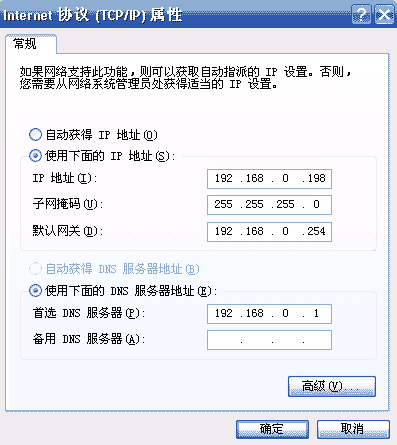 Internet 协议 (TCP/IP) 属性
常规
如果网络支持此功能，则可以获取自动指派的 IP 设置。否则，
您需要从网络系统管理员处获得适当的 IP 设置。
自动获得 IP 地址(O)
使用下面的 IP 地址(S):
IP 地址(I): 192 .168 . 0 .198
子网掩码(U): 255 .255 .255 . 0
默认网关(D): 192 .168 . 0 .254
自动获得 DNS 服务器地址(B)
使用下面的 DNS 服务器地址(E):
首选 DNS 服务器(P): 192 .168 . 0 . 1
备用 DNS 服务器(A): . . .
高级(V)...
确定 取消